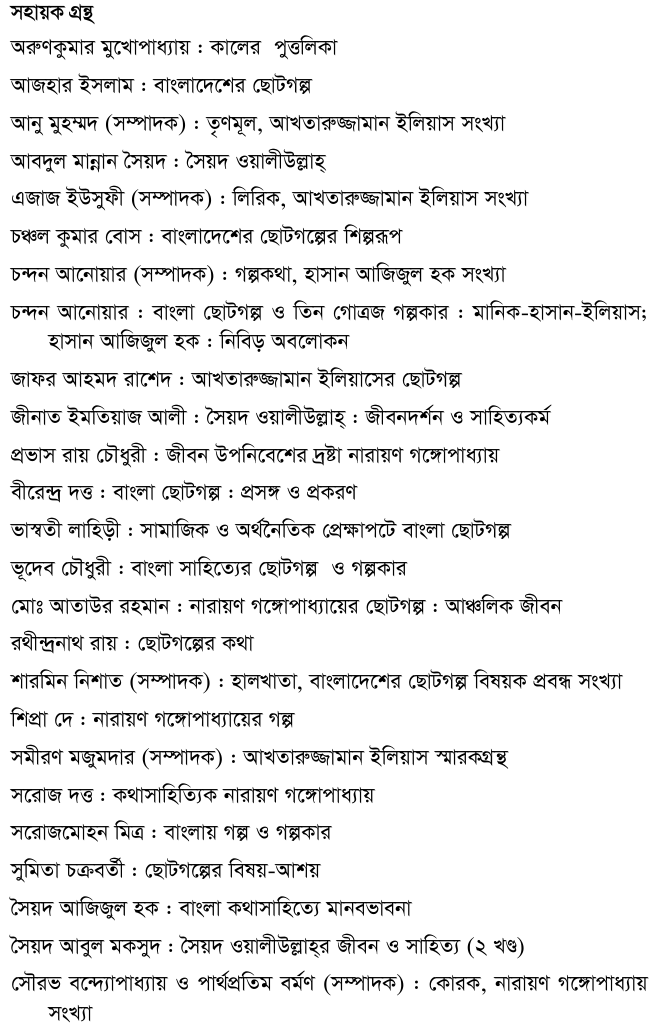 সহায়ক গ্রন্থ
অরুণকুমার মুখোপাধ্যায় : কালের পুত্তলিকা
আজহার ইসলাম : বাংলাদেশের ছোটগল্প
আনু মুহম্মদ (সম্পাদক) : তৃণমূল, আখতারুজ্জামান ইলিয়াস সংখ্যা
আবদুল মান্নান সৈয়দ : সৈয়দ ওয়ালীউল্লাহ্
এজাজ ইউসুফী (সম্পাদক) : লিরিক, আখতারুজ্জামান ইলিয়াস সংখ্যা
চঞ্চল কুমার বোস : বাংলাদেশের ছোটগল্পের শিল্পরূপ
চন্দন আনোয়ার (সম্পাদক) : গল্পকথা, হাসান আজিজুল হক সংখ্যা
চন্দন আনোয়ার : বাংলা ছোটগল্প ও তিন গোত্রজ গল্পকার : মানিক-হাসান-ইলিয়াস;
হাসান আজিজুল হক : নিবিড় অবলোকন
জাফর আহমদ রাশেদ : আখতারুজ্জামান ইলিয়াসের ছোটগল্প
জীনাত ইমতিয়াজ আলী : সৈয়দ ওয়ালীউল্লাহ্ : জীবনদর্শন ও সাহিত্যকর্ম
প্রভাস রায় চৌধুরী : জীবন উপনিবেশের দ্রষ্টা নারায়ণ গঙ্গোপাধ্যায়
বীরেন্দ্র দত্ত : বাংলা ছোটগল্প : প্রসঙ্গ ও প্রকরণ
ভাস্বতী লাহিড়ী : সামাজিক ও অর্থনৈতিক প্রেক্ষাপটে বাংলা ছোটগল্প
ভূদেব চৌধুরী : বাংলা সাহিত্যের ছোটগল্প ও গল্পকার
মোঃ আতাউর রহমান : নারায়ণ গঙ্গোপাধ্যায়ের ছোটগল্প : আঞ্চলিক জীবন
রথীন্দ্রনাথ রায় : ছোটগল্পের কথা
শারমিন নিশাত (সম্পাদক) : হালখাতা, বাংলাদেশের ছোটগল্প বিষয়ক প্রবন্ধ সংখ্যা
শিপ্রা দে : নারায়ণ গঙ্গোপাধ্যায়ের গল্প
সমীরণ মজুমদার (সম্পাদক) : আখতারুজ্জামান ইলিয়াস স্মারকগ্রন্থ
সরোজ দত্ত : কথাসাহিত্যিক নারায়ণ গঙ্গোপাধ্যায়
সরোজমোহন মিত্র : বাংলায় গল্প ও গল্পকার
সুমিতা চক্রবর্তী : ছোটগল্পের বিষয়-আশয়
সৈয়দ আজিজুল হক : বাংলা কথাসাহিত্যে মানবভাবনা
সৈয়দ আবুল মকসুদ : সৈয়দ ওয়ালীউল্লাহ্‌র জীবন ও সাহিত্য (২ খণ্ড)
সৌরভ বন্দ্যোপাধ্যায় ও পার্থপ্রতিম বর্মণ (সম্পাদক) : কোরক, নারায়ণ গঙ্গোপাধ্যায়
সংখ্যা